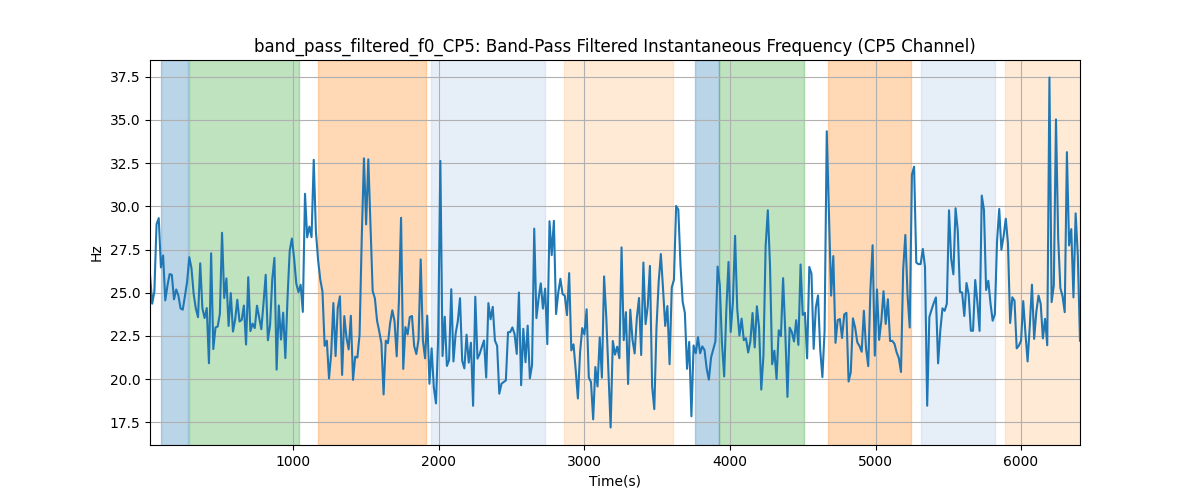 band_pass_filtered_f0_CP5: Band-Pass Filtered Instantaneous Frequency (CP5 Channel)
37.5
35.0
32.5
30.0
27.5
25.0
22.5
20.0
17.5
Hz
1000 2000 3000 4000 5000 6000
Time(s)